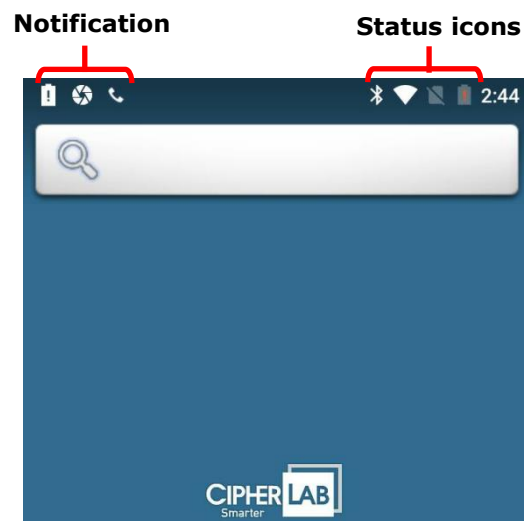 Notification
Status icons
2:44
CIPHERLAB
Smarter